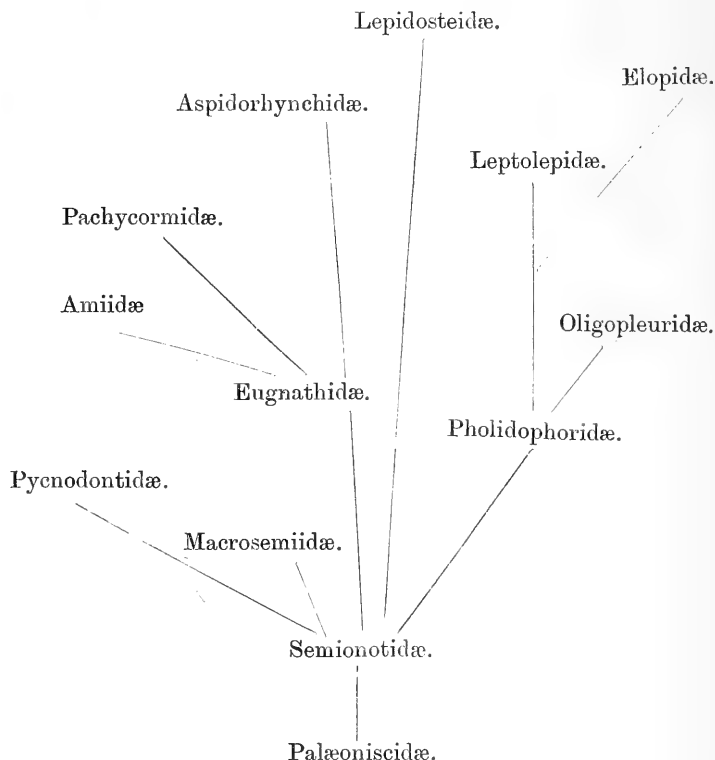 Lepidosteidæ.
Elopidæ.
Aspidorhynchidæ.
Leptolepidæ.
Pachycormidæ.
Amiidæ
Oligopleuridæ.
Eugnathidæ.
Pholidophoridæ.
Pycnodontidæ.
Macrosemiidæ.
Semionotidæ.
Palæoniscidæ.